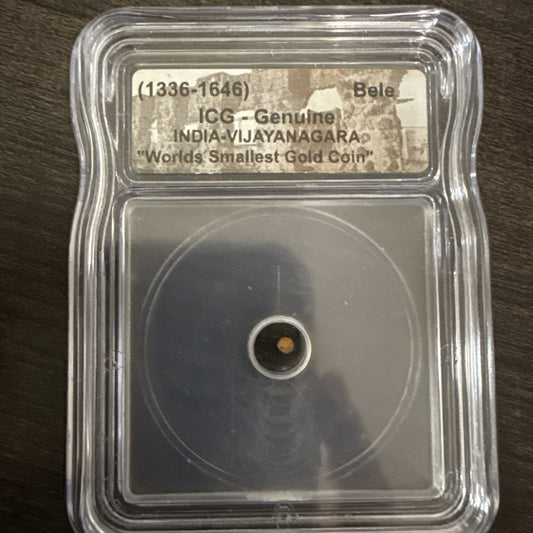 (1336-1646) Bele
ICG - Genuine
INDIA-VIJAYANAGARA
"Worlds Smallest Gold Coin"